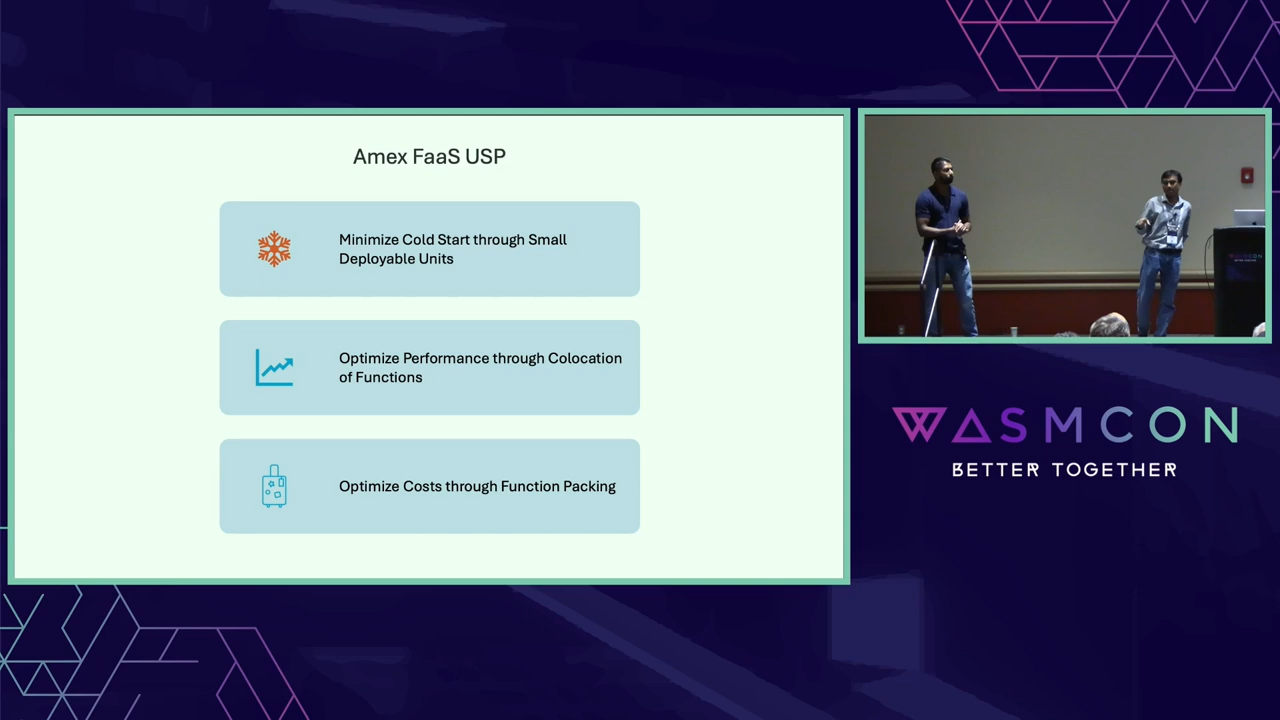 Amex FaaS USP
Minimize Cold Start through Small
Deployable Units
Optimize Performance through Colocation
of Functions
Optimize Costs through Function Packing
WASMCON
BETTER TOGETHER